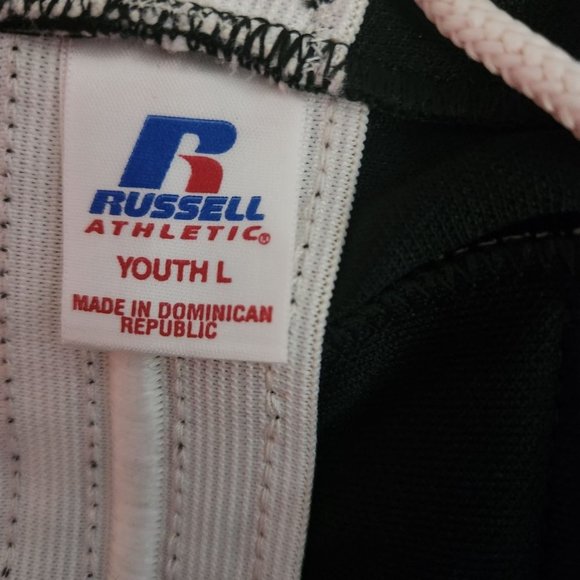 R
RUSSELL
ATHLETIC®
YOUTH L
MADE IN DOMINICAN
REPUBLIC